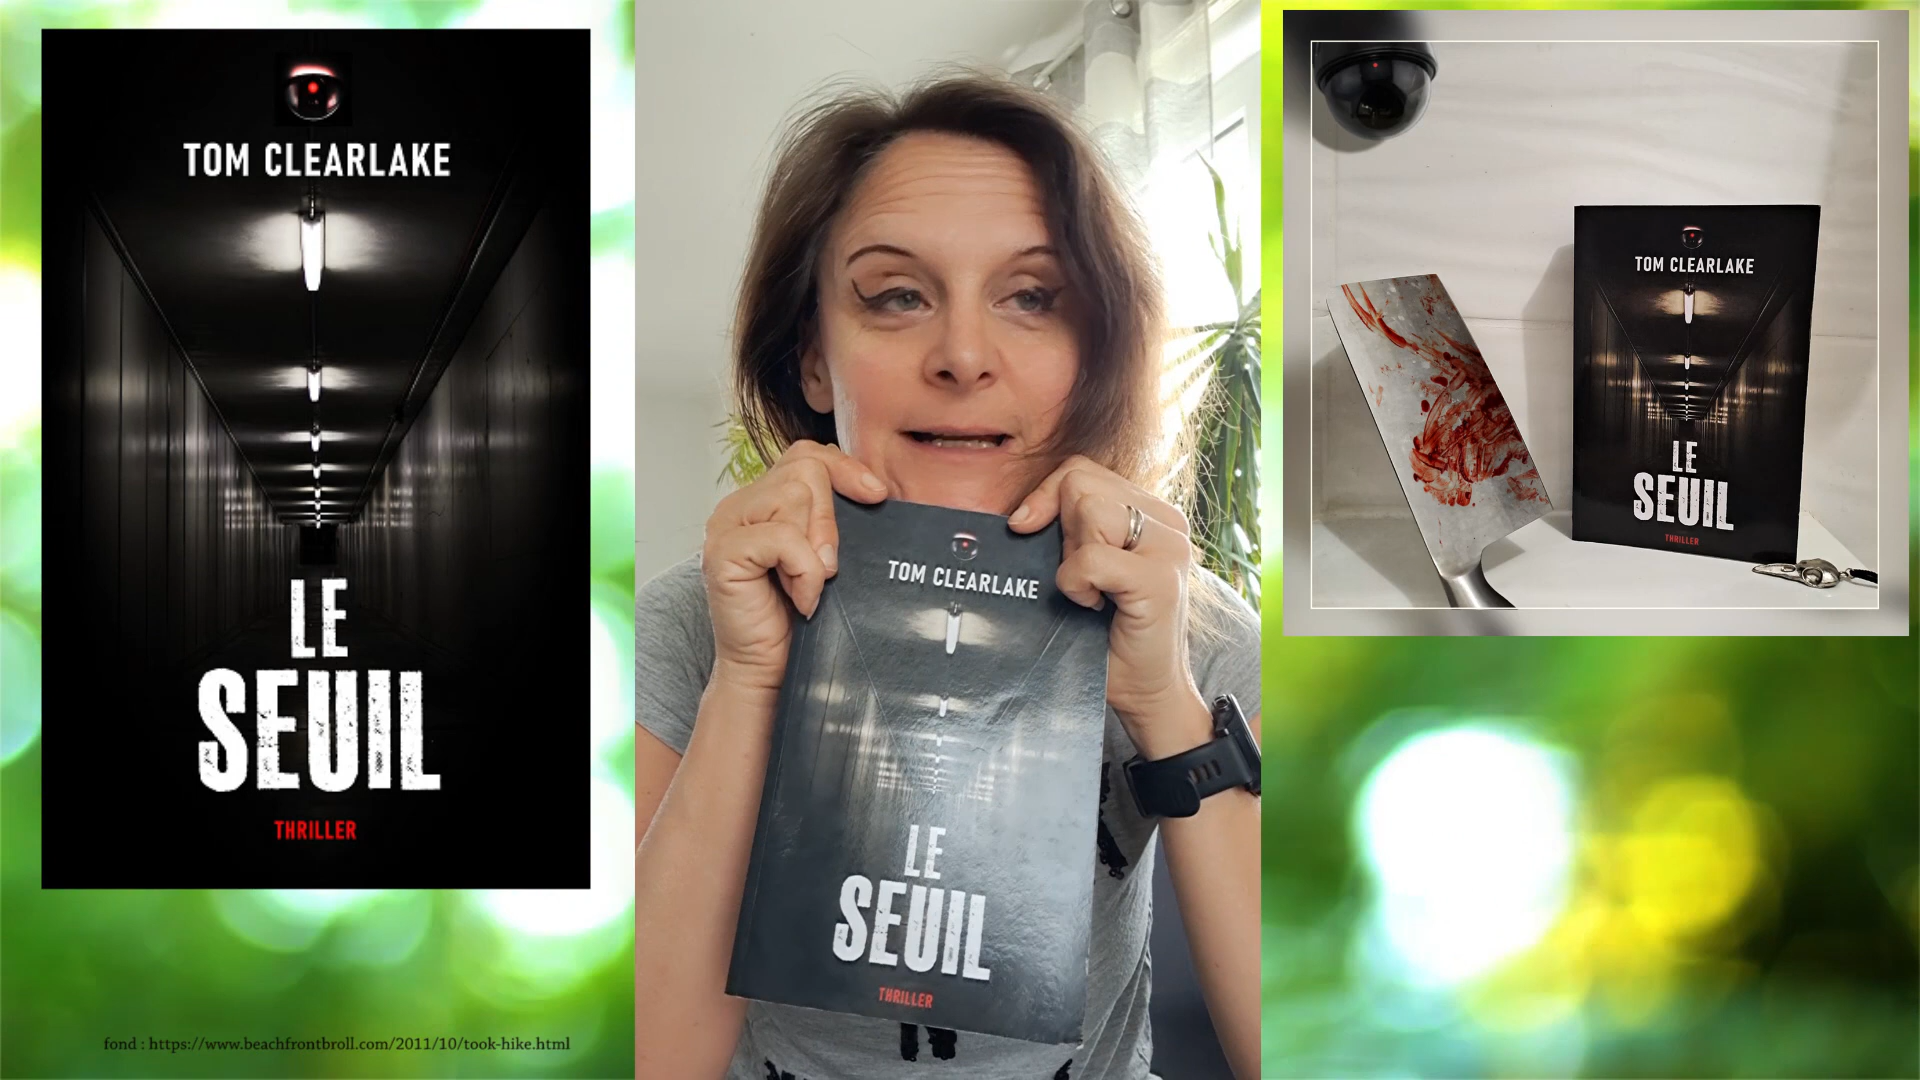 TOM CLEARLAKE
LE
SEUIL
THRILLER
fond : https://www.beachfrontbroll.com/2011/10/took-hike.html
TOM CLEARLAKE
LE
SEUIL
THRILLER
TOM CLEARLAKE
LE
SEUIL
THRILLER